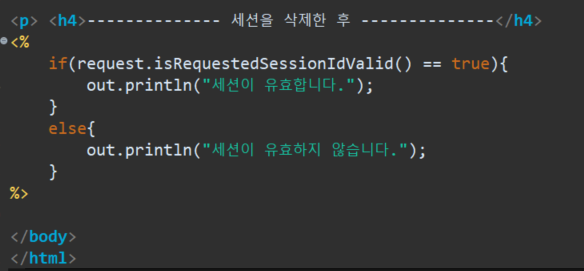 <p> <h4>-------------- 세션을 삭제한 후 --------------</h4>
<%
    if(request.isRequestedSessionIdValid() == true){
        out.println("세션이 유효합니다.");
    }
    else{
        out.println("세션이 유효하지 않습니다.");
    }
%>
</body>
</html>